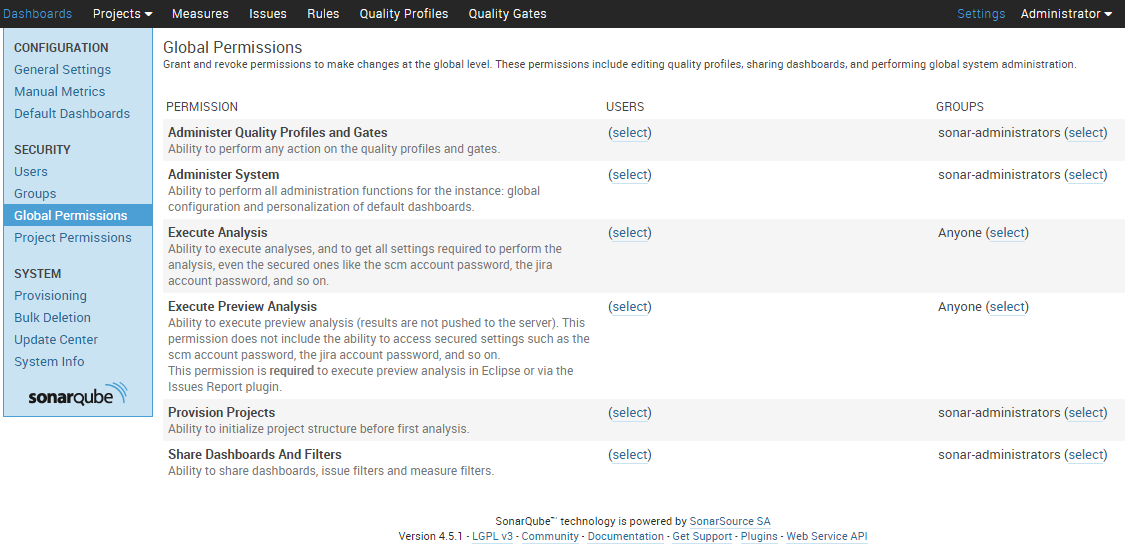 Dashboards Projects Measures Issues Rules Quality Profiles Quality Gates Settings Administrator
CONFIGURATION
General Settings
Manual Metrics
Default Dashboards
SECURITY
Users
Groups
Global Permissions
Project Permissions
SYSTEM
Provisioning
Bulk Deletion
Update Center
System Info
sonarqube
Global Permissions
Grant and revoke permissions to make changes at the global level. These permissions include editing quality profiles, sharing dashboards, and performing global system administration.
PERMISSION USERS GROUPS
Administer Quality Profiles and Gates (select) sonar-administrators (select)
Ability to perform any action on the quality profiles and gates.
Administer System (select) sonar-administrators (select)
Ability to perform all administration functions for the instance: global
configuration and personalization of default dashboards.
Execute Analysis (select) Anyone (select)
Ability to execute analyses, and to get all settings required to perform the
analysis, even the secured ones like the scm account password, the jira
account password, and so on.
Execute Preview Analysis (select) Anyone (select)
Ability to execute preview analysis (results are not pushed to the server). This
permission does not include the ability to access secured settings such as the
scm account password, the jira account password, and so on.
This permission is required to execute preview analysis in Eclipse or via the
Issues Report plugin.
Provision Projects (select) sonar-administrators (select)
Ability to initialize project structure before first analysis.
Share Dashboards And Filters (select) sonar-administrators (select)
Ability to share dashboards, issue filters and measure filters.
SonarQube™ technology is powered by SonarSource SA
Version 4.5.1 - LGPL v3 - Community - Documentation - Get Support - Plugins - Web Service API